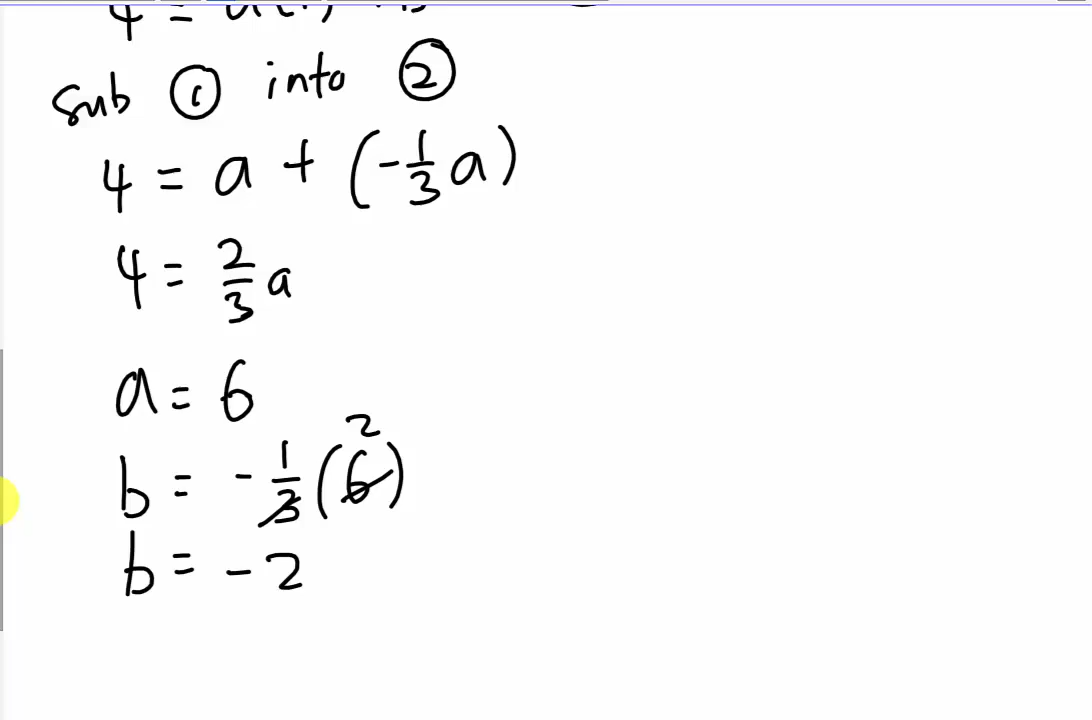 sub ① into ②
4 = a + (-1/3 a)
4 = 2/3 a
a = 6
2
b = -1/3 (6)
b = -2